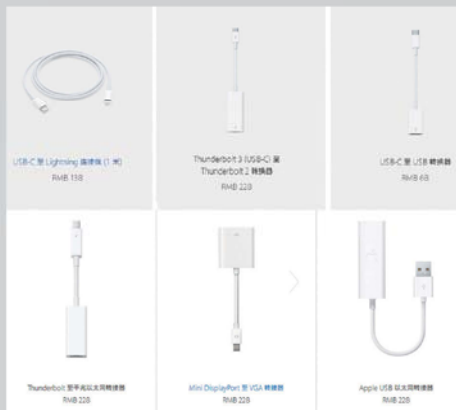 USB-C 至 Lightning 连接线 (1 米)
RMB 138
Thunderbolt 3 (USB-C) 至
Thunderbolt 2 转换器
RMB 228
USB-C 至 USB 转换器
RMB 68
Thunderbolt 至千兆以太网转接器
RMB 228
Mini DisplayPort 至 VGA 转接器
RMB 228
Apple USB 以太网转接器
RMB 228